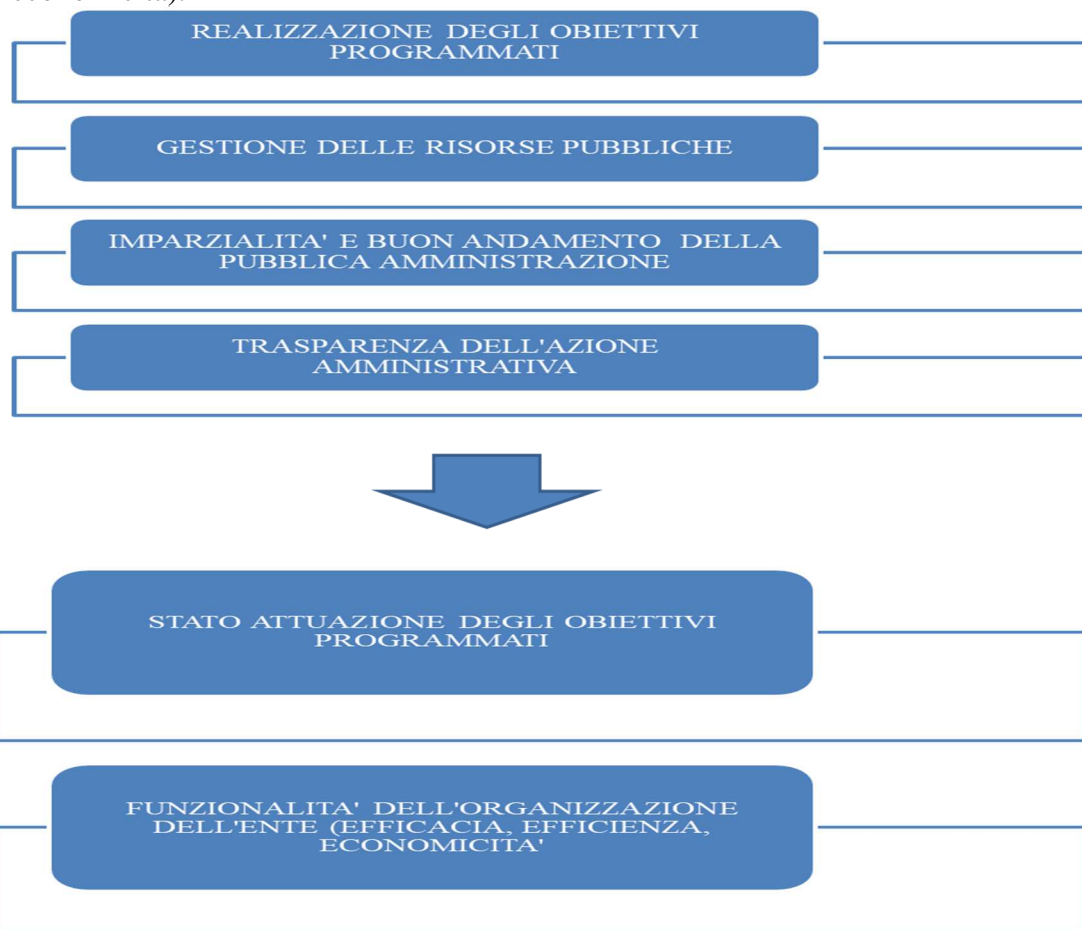 REALIZZAZIONE DEGLI OBIETTIVI
PROGRAMMATI
GESTIONE DELLE RISORSE PUBBLICHE
IMPARZIALITA' E BUON ANDAMENTO DELLA
PUBBLICA AMMINISTRAZIONE
TRASPARENZA DELL'AZIONE
AMMINISTRATIVA
STATO ATTUAZIONE DEGLI OBIETTIVI
PROGRAMMATI
FUNZIONALITA' DELL'ORGANIZZAZIONE
DELL'ENTE (EFFICACIA, EFFICIENZA,
ECONOMICITA'